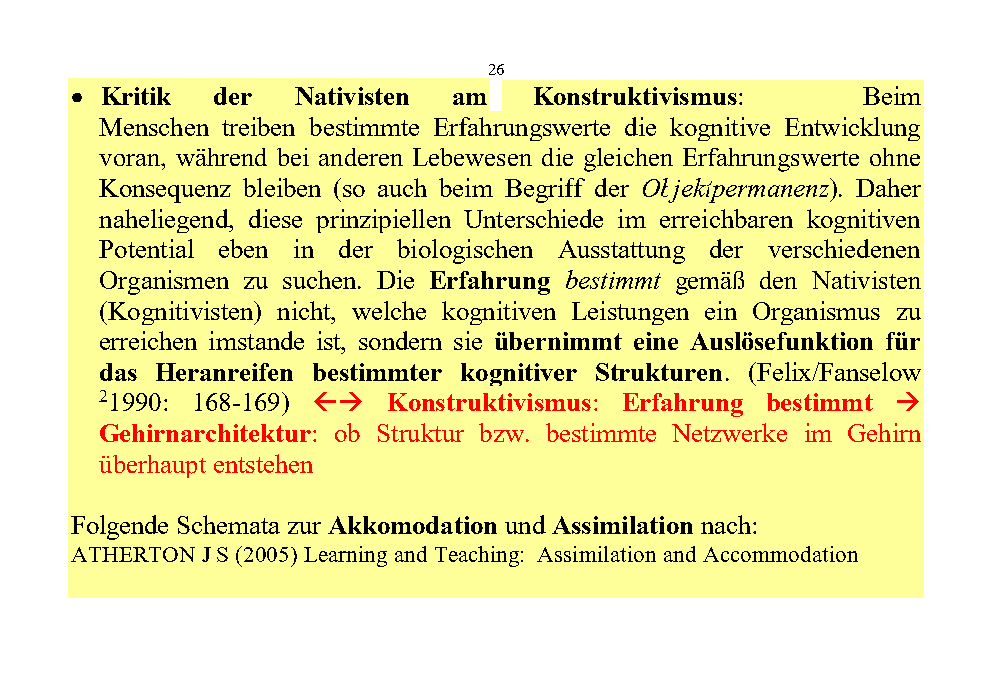 26
• Kritik der Nativisten am Konstruktivismus: Beim
Menschen treiben bestimmte Erfahrungswerte die kognitive Entwicklung
voran, während bei anderen Lebewesen die gleichen Erfahrungswerte ohne
Konsequenz bleiben (so auch beim Begriff der Objektpermanenz). Daher
naheliegend, diese prinzipiellen Unterschiede im erreichbaren kognitiven
Potential eben in der biologischen Ausstattung der verschiedenen
Organismen zu suchen. Die Erfahrung bestimmt gemäß den Nativisten
(Kognitivisten) nicht, welche kognitiven Leistungen ein Organismus zu
erreichen imstande ist, sondern sie übernimmt eine Auslösefunktion für
das Heranreifen bestimmter kognitiver Strukturen. (Felix/Fanselow
²1990: 168-169) ←→ Konstruktivismus: Erfahrung bestimmt →
Gehirnarchitektur: ob Struktur bzw. bestimmte Netzwerke im Gehirn
überhaupt entstehen
Folgende Schemata zur Akkomodation und Assimilation nach:
ATHERTON J S (2005) Learning and Teaching: Assimilation and Accommodation